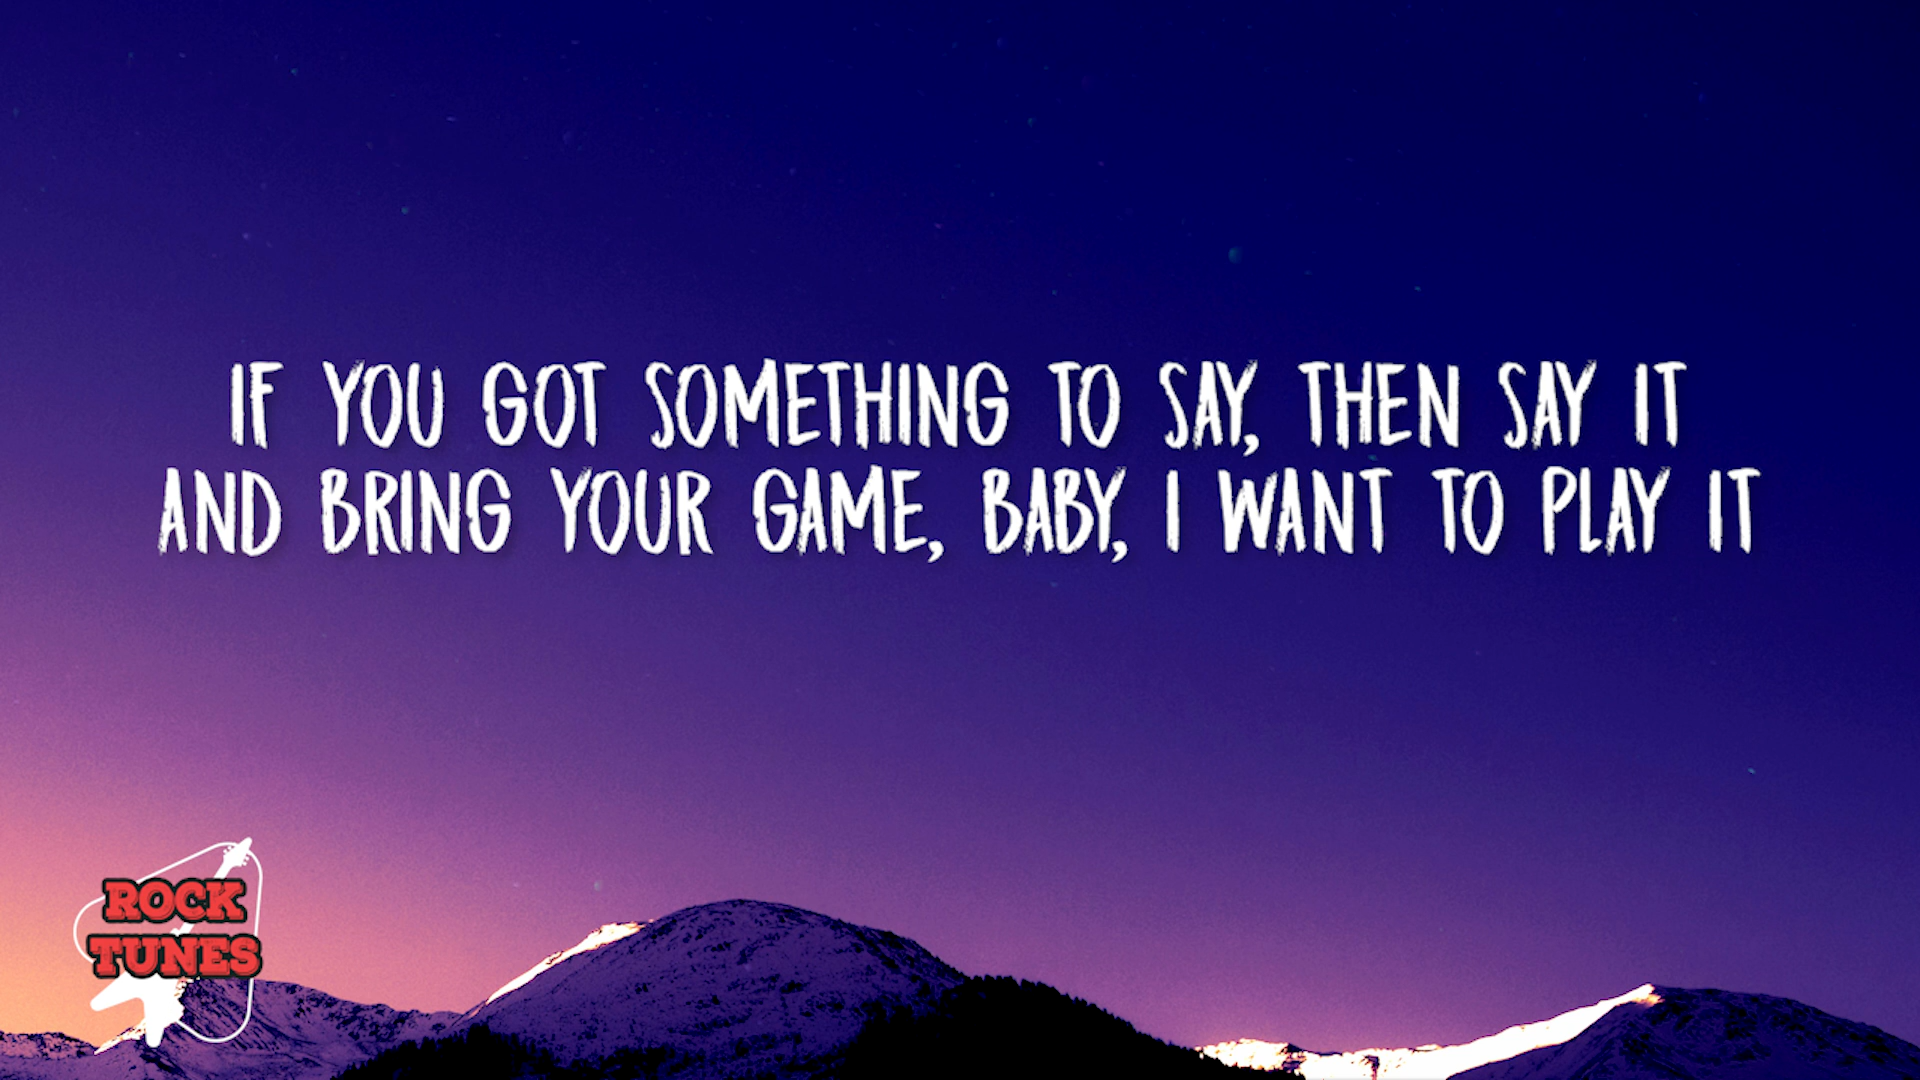 IF YOU GOT SOMETHING TO SAY, THEN SAY IT
AND BRING YOUR GAME, BABY, I WANT TO PLAY IT
ROCK
TUNES